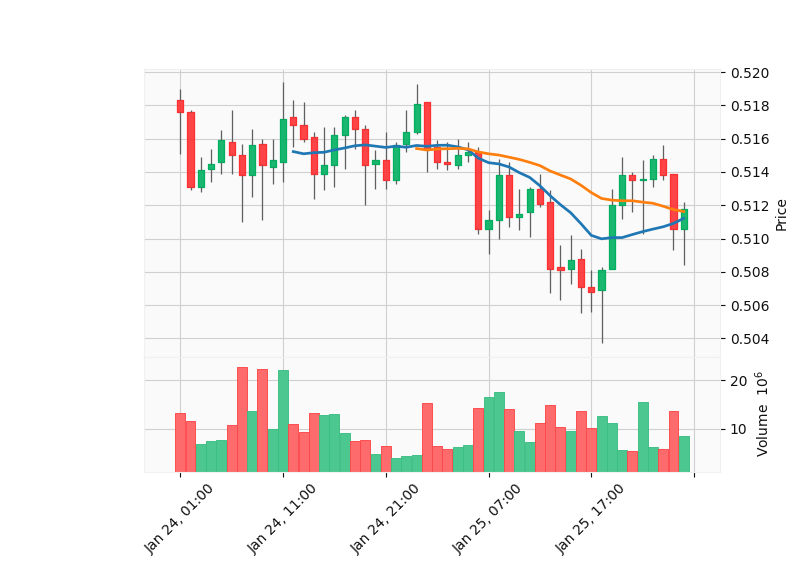 0.520
0.518
0.516
0.514
0.512
0.510
0.508
0.506
0.504
Price
20
10
Volume 10⁶
Jan 24, 01:00
Jan 24, 11:00
Jan 24, 21:00
Jan 25, 07:00
Jan 25, 17:00